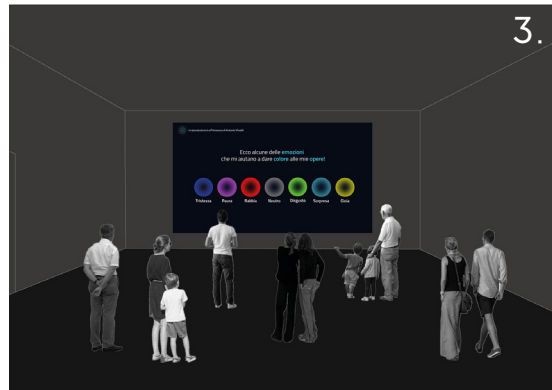 3.
Ecco alcune delle emozioni
che mi aiutano a dare colore alle mie opere!
Tristezza Paura Rabbia Neutro Disgusto Sorpresa Gioia